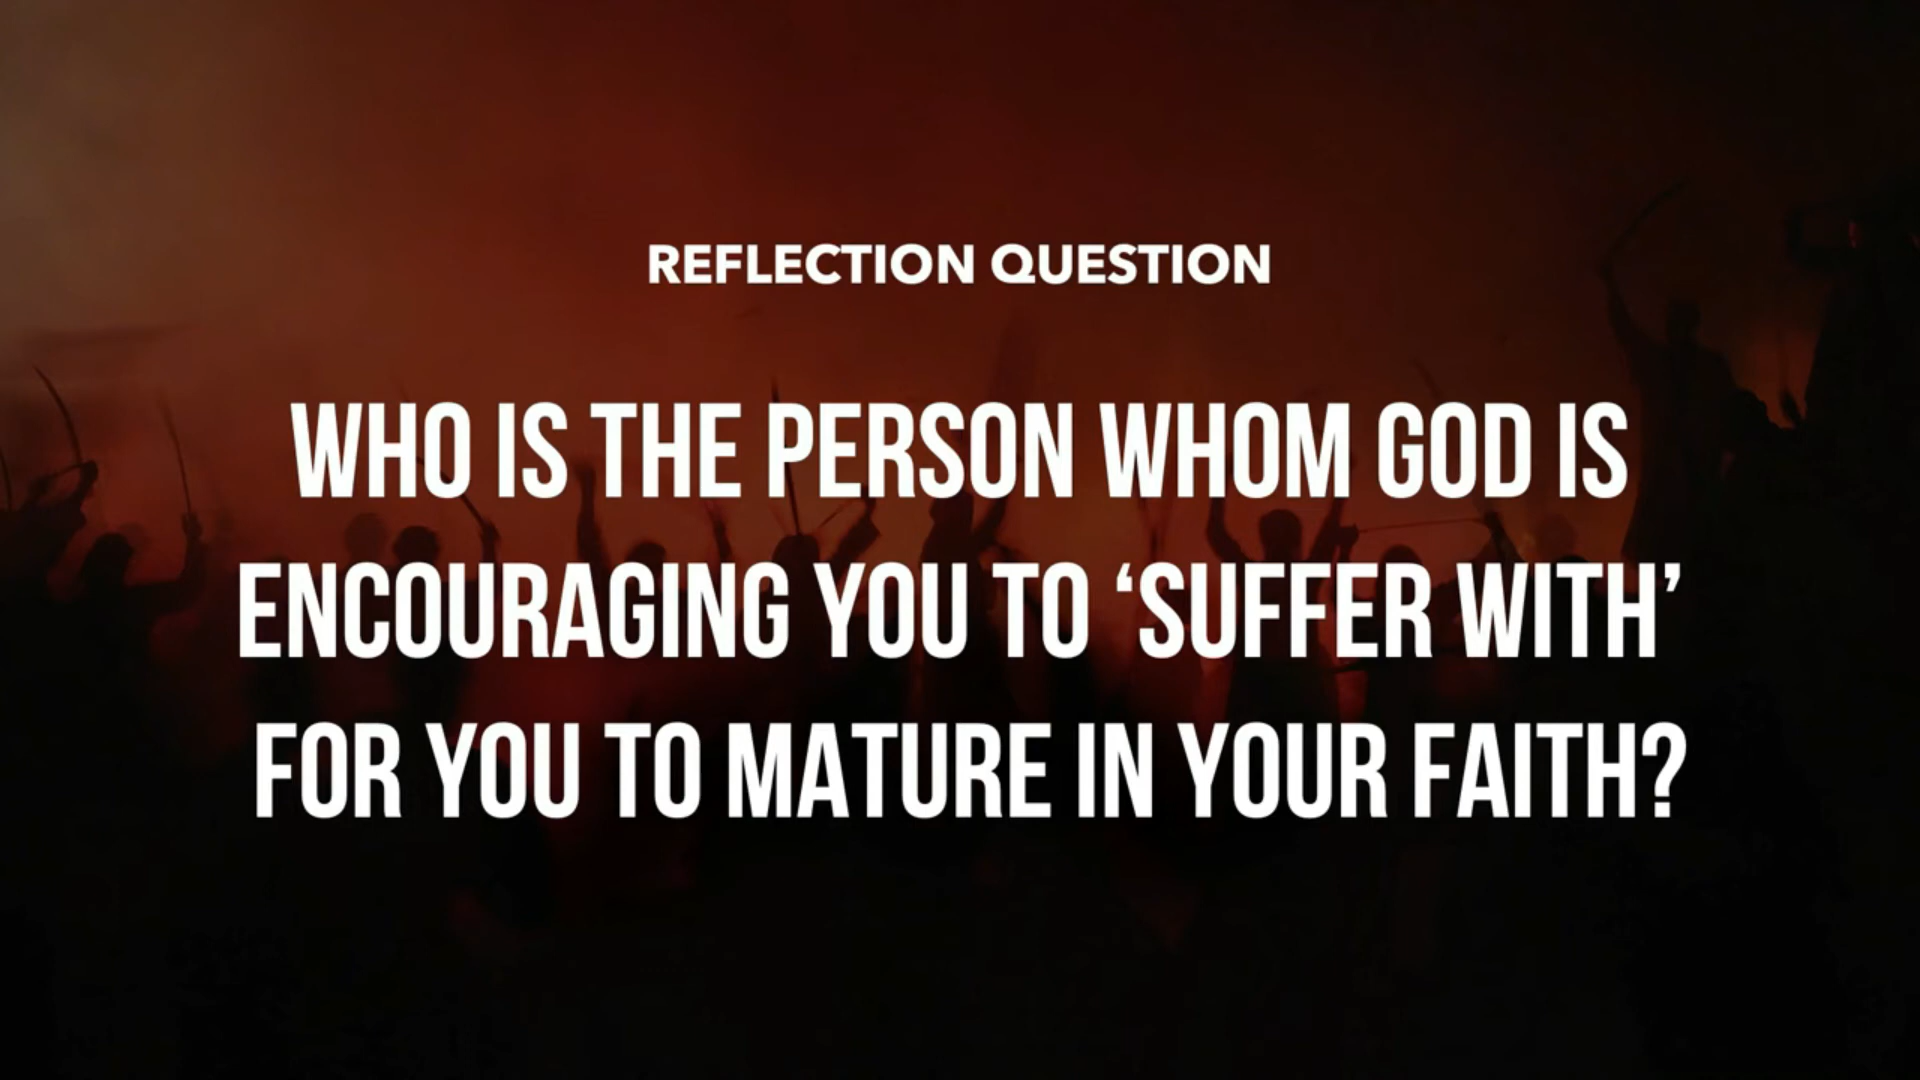 REFLECTION QUESTION
WHO IS THE PERSON WHOM GOD IS
ENCOURAGING YOU TO ‘SUFFER WITH’
FOR YOU TO MATURE IN YOUR FAITH?